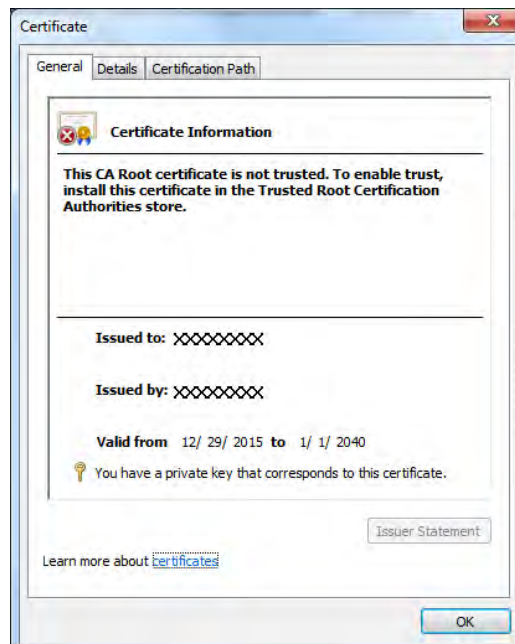 Certificate
General Details Certification Path
Certificate Information
This CA Root certificate is not trusted. To enable trust,
install this certificate in the Trusted Root Certification
Authorities store.
Issued to: XXXXXXXXX
Issued by: XXXXXXXXX
Valid from 12/ 29/ 2015 to 1/ 1/ 2040
You have a private key that corresponds to this certificate.
Issuer Statement
Learn more about certificates
OK